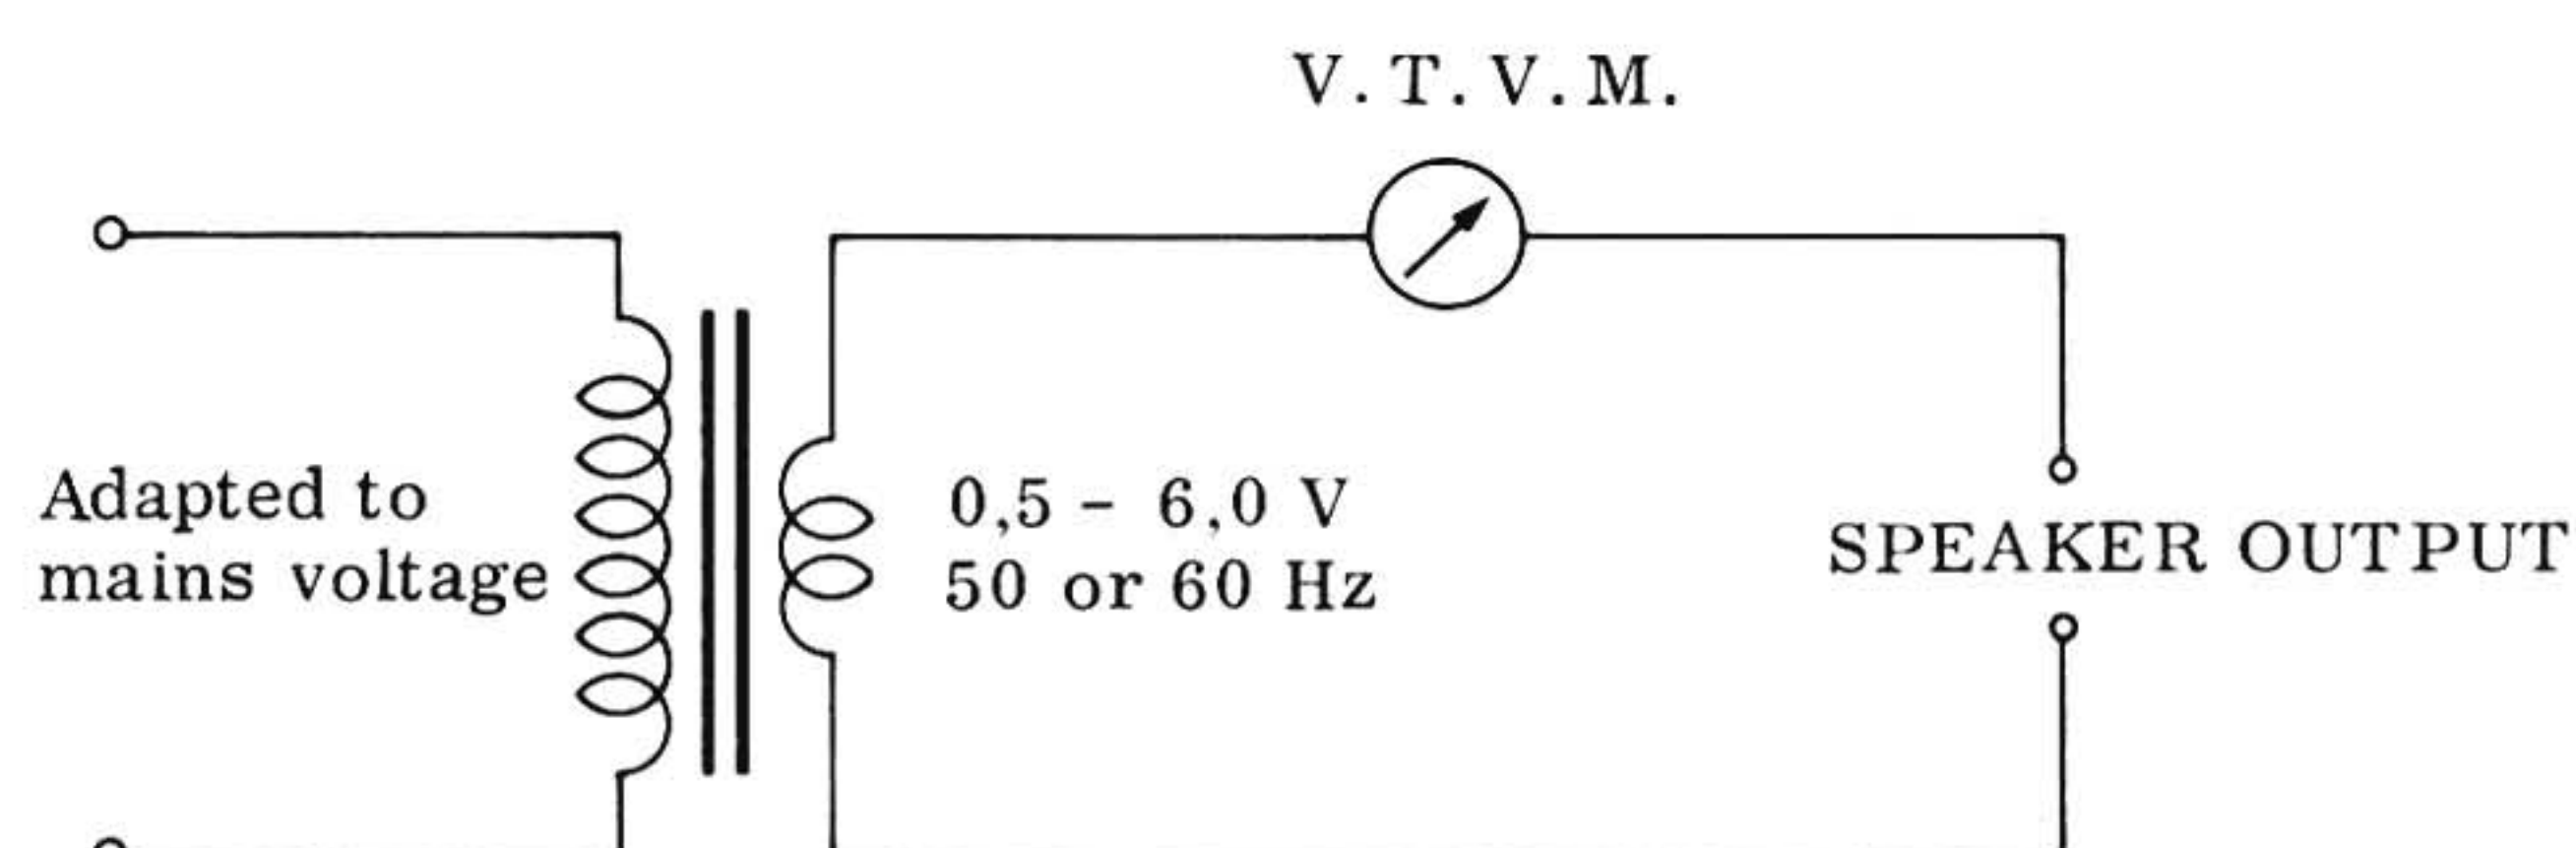 V.T.V.M.
Adapted to
mains voltage
0,5 - 6,0 V
50 or 60 Hz
SPEAKER OUTPUT